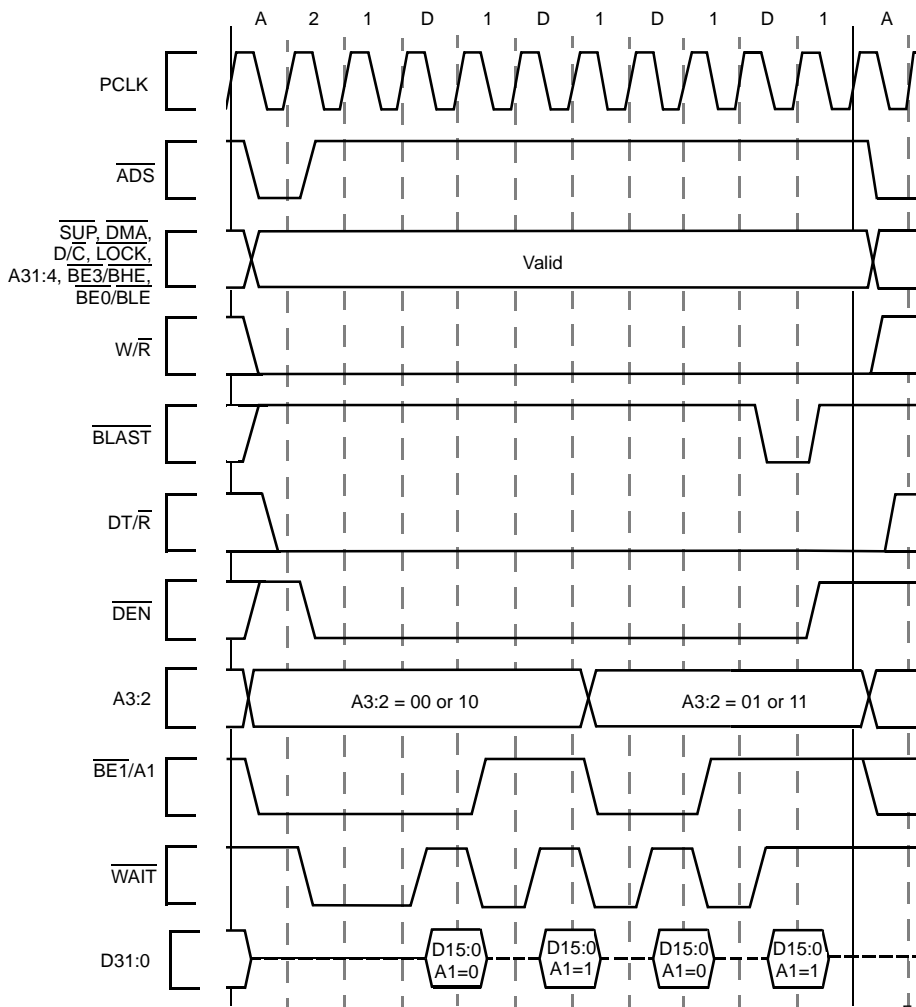 A 2 1 D 1 D 1 D 1 D 1 A
PCLK
ADS
SUP, DMA,
D/C, LOCK,
A31:4, BE3/BHE,
BE0/BLE
Valid
W/R
BLAST
DT/R
DEN
A3:2
A3:2 = 00 or 10
A3:2 = 01 or 11
BE1/A1
WAIT
D31:0
D15:0 D15:0 D15:0 D15:0
A1=0 A1=1 A1=0 A1=1